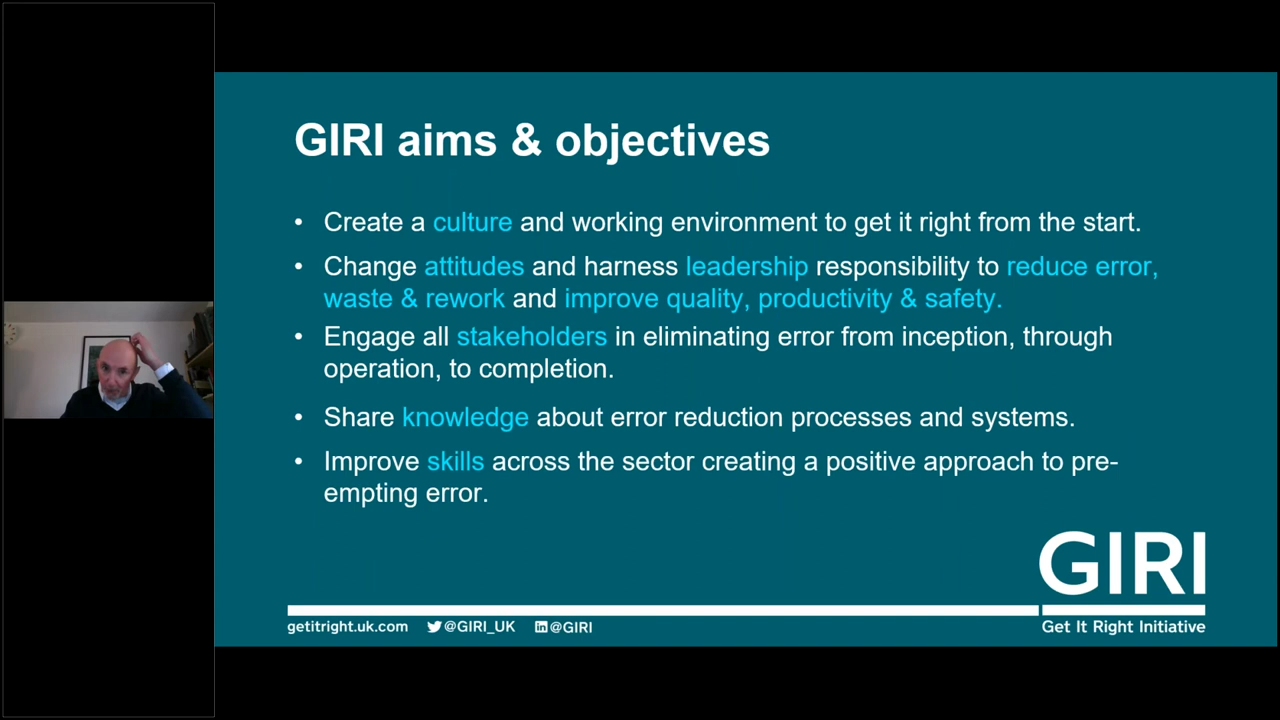 GIRI aims & objectives
• Create a culture and working environment to get it right from the start.
• Change attitudes and harness leadership responsibility to reduce error,
waste & rework and improve quality, productivity & safety.
• Engage all stakeholders in eliminating error from inception, through
operation, to completion.
• Share knowledge about error reduction processes and systems.
• Improve skills across the sector creating a positive approach to pre-
empting error.
GIRI
getitright.uk.com @GIRI_UK @GIRI
Get It Right Initiative